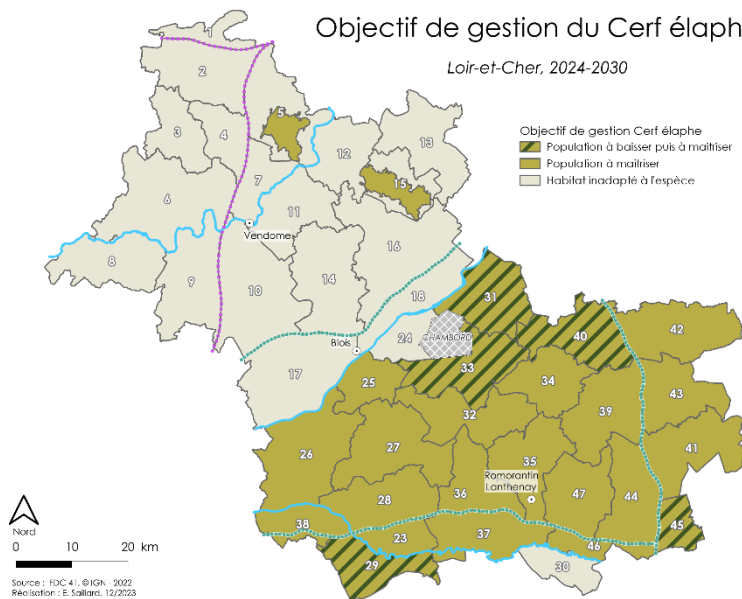 Objectif de gestion du Cerf élaph
Loir-et-Cher, 2024-2030
Objectif de gestion Cerf élaphe
Population à baisser puis à maîtriser
Population à maîtriser
Habitat inadapté à l'espèce
1
2
3
4
5
13
12
15
6
7
11
Vendome
16
8
9
10
14
18
31
24
CHAMBORD
40
42
Blois
33
17
25
34
43
32
39
26
27
41
35
Romorantin
Lanthenay
28
36
47
44
38
23
37
45
46
29
30
Nord
0 10 20 km
Source : FDC 41, © IGN - 2022
Réalisation : E. Saillard, 12/2023